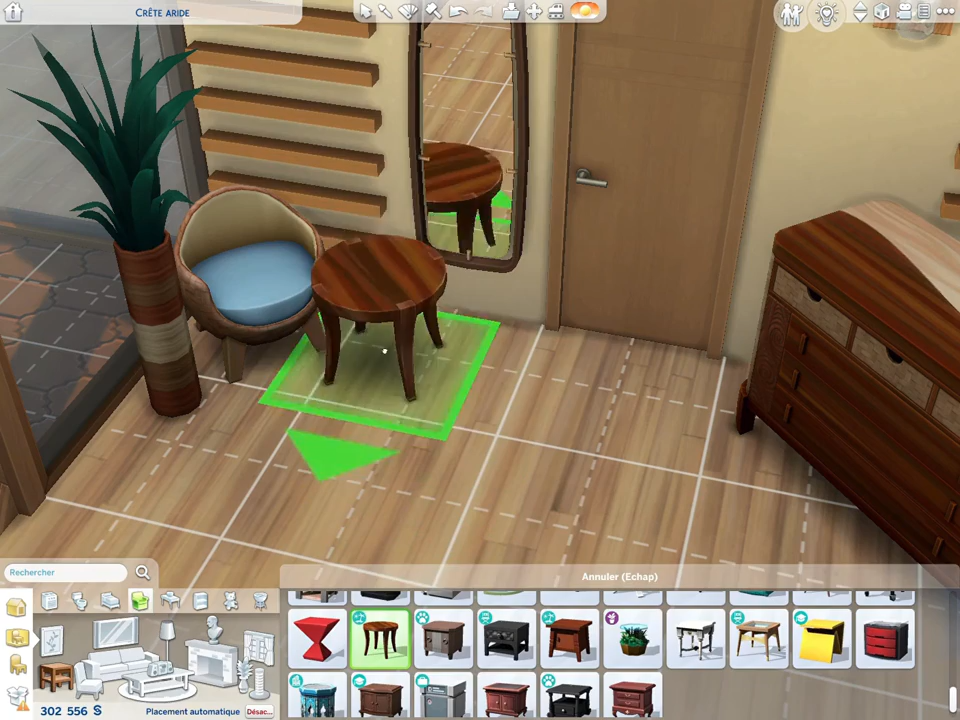 CRÊTE ARIDE
Rechercher
Annuler (Echap)
302 556 §
Placement automatique
Désac...